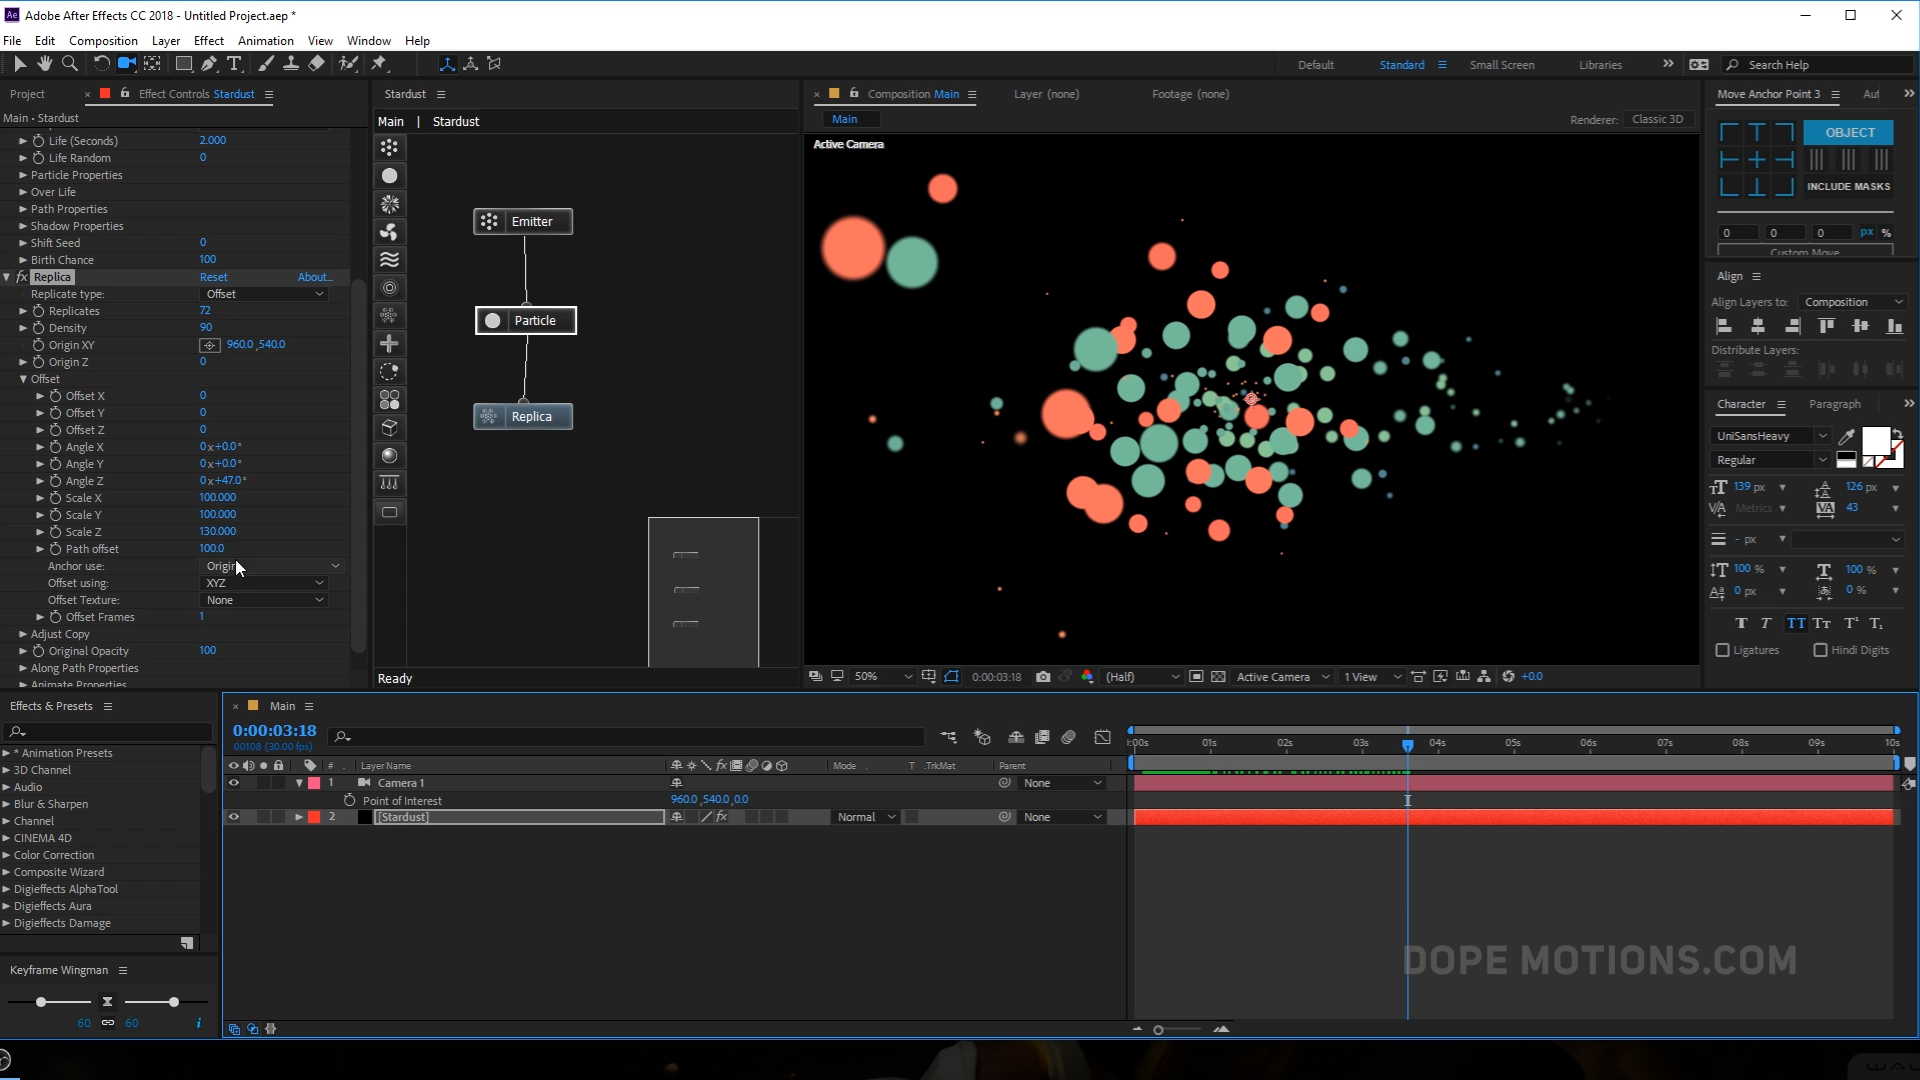 Adobe After Effects CC 2018 - Untitled Project.aep *
File Edit Composition Layer Effect Animation View Window Help
Default Standard Small Screen Libraries Search Help
Project Effect Controls Stardust
Main • Stardust
Life (Seconds) 2.000
Life Random 0
Particle Properties
Over Life
Path Properties
Shadow Properties
Shift Seed 0
Birth Chance 100
fx Replica Reset About...
Replicate type: Offset
Replicates 72
Density 90
Origin XY 960.0 ,540.0
Origin Z 0
Offset
Offset X 0
Offset Y 0
Offset Z 0
Angle X 0x+0.0°
Angle Y 0x+0.0°
Angle Z 0x+47.0°
Scale X 100.000
Scale Y 100.000
Scale Z 130.000
Path offset 100.0
Anchor use: Origin
Offset using: XYZ
Offset Texture: None
Offset Frames 1
Adjust Copy
Original Opacity 100
Along Path Properties
Animate Properties
Stardust
Main | Stardust
Emitter
Particle
Replica
Ready
Composition Main Layer (none) Footage (none)
Main Renderer: Classic 3D
Active Camera
50% 0:00:03:18 (Half) Active Camera 1 View +0.0
Move Anchor Point 3 Aut
OBJECT
INCLUDE MASKS
0 0 0 px %
Custom Move
Align
Align Layers to: Composition
Distribute Layers:
Character Paragraph
UniSansHeavy
Regular
139 px 126 px
Metrics 43
- px
100 % 100 %
0 px 0 %
Ligatures Hindi Digits
Effects & Presets
* Animation Presets
3D Channel
Audio
Blur & Sharpen
Channel
CINEMA 4D
Color Correction
Composite Wizard
Digieffects AlphaTool
Digieffects Aura
Digieffects Damage
Keyframe Wingman
60 60 i
Main
0:00:03:18
00108 (30.00 fps)
# Layer Name Mode T .TrkMat Parent
1 Camera 1 None
Point of Interest 960.0 ,540.0 ,0.0
2 [Stardust] Normal None
:00s 01s 02s 03s 04s 05s 06s 07s 08s 09s 10s
DOPE MOTIONS.COM